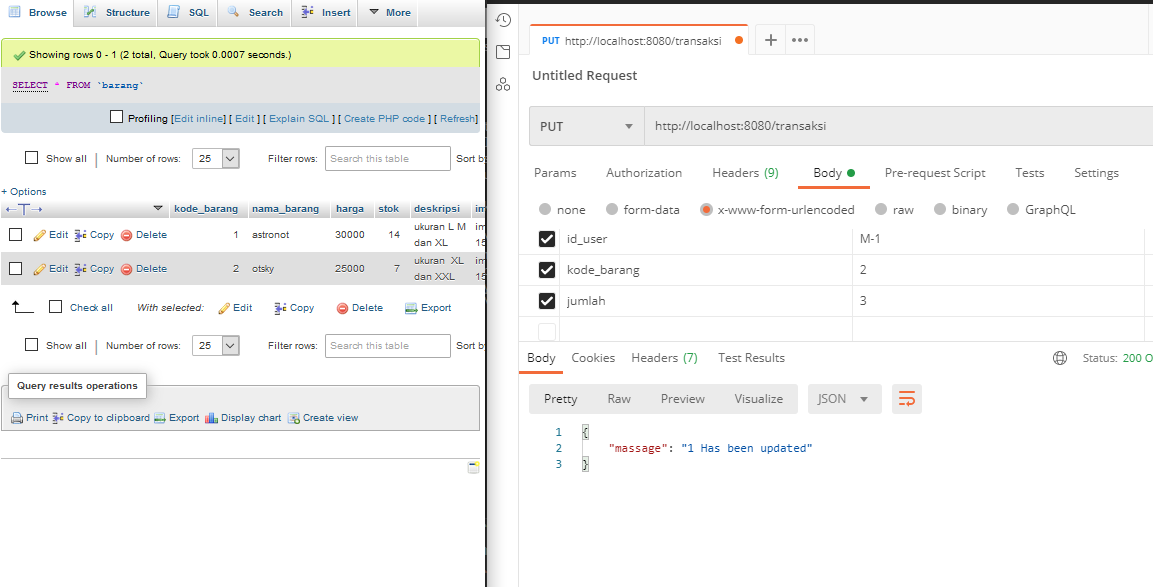 Browse Structure SQL Search Insert More
Showing rows 0 - 1 (2 total, Query took 0.0007 seconds.)
SELECT * FROM `barang`
Profiling [Edit inline] [ Edit ] [ Explain SQL ] [ Create PHP code ] [ Refresh]
Show all | Number of rows: 25 Filter rows: Search this table Sort by
+ Options
kode_barang nama_barang harga stok deskripsi im
Edit Copy Delete 1 astronot 30000 14 ukuran L M im
dan XL 15
Edit Copy Delete 2 otsky 25000 7 ukuran XL im
dan XXL 15
Check all With selected: Edit Copy Delete Export
Show all | Number of rows: 25 Filter rows: Search this table Sort by
Query results operations
Print Copy to clipboard Export Display chart Create view
PUT http://localhost:8080/transaksi + •••
Untitled Request
PUT http://localhost:8080/transaksi
Params Authorization Headers (9) Body Pre-request Script Tests Settings
none form-data x-www-form-urlencoded raw binary GraphQL
id_user M-1
kode_barang 2
jumlah 3
Body Cookies Headers (7) Test Results Status: 200 O
Pretty Raw Preview Visualize JSON
1 {
2 "massage": "1 Has been updated"
3 }